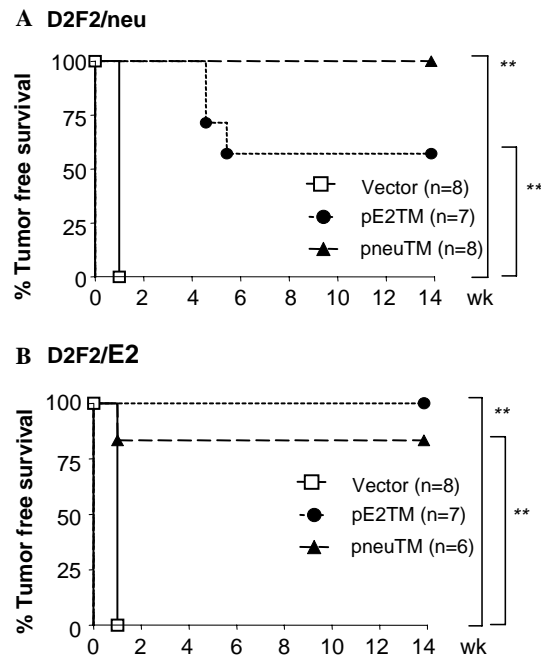 A D2F2/neu
% Tumor free survival
100
75
50
25
0
0 2 4 6 8 10 12 14 wk
Vector (n=8)
pE2TM (n=7)
pneuTM (n=8)
**
**
B D2F2/E2
% Tumor free survival
100
75
50
25
0
0 2 4 6 8 10 12 14 wk
Vector (n=8)
pE2TM (n=7)
pneuTM (n=6)
**
**